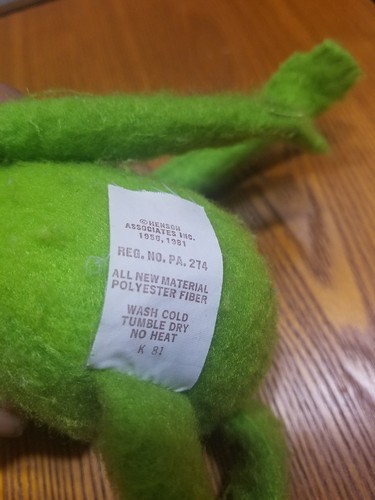 © HENSON
ASSOCIATES INC.
1950, 1981
REG. NO. PA. 274
ALL NEW MATERIAL
POLYESTER FIBER
WASH COLD
TUMBLE DRY
NO HEAT
K 81